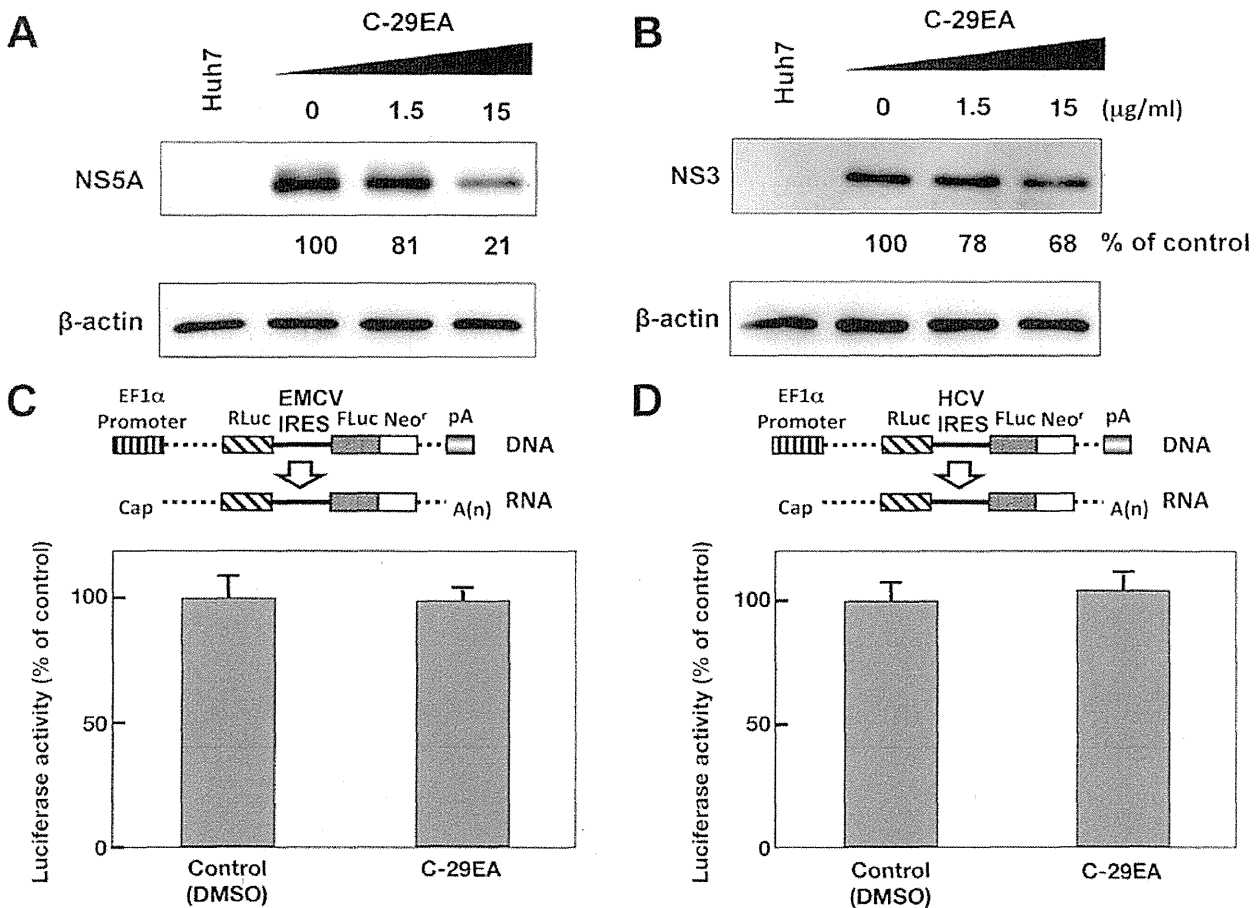 A
C-29EA
Huh7
0 1.5 15
NS5A
100 81 21
β-actin
B
C-29EA
Huh7
0 1.5 15 (μg/ml)
NS3
100 78 68 % of control
β-actin
C
EF1α Promoter
RLuc
EMCV IRES
FLuc Neoʳ
pA
DNA
Cap
A(n)
RNA
Luciferase activity (% of control)
100
50
0
Control (DMSO)
C-29EA
D
EF1α Promoter
RLuc
HCV IRES
FLuc Neoʳ
pA
DNA
Cap
A(n)
RNA
Luciferase activity (% of control)
100
50
0
Control (DMSO)
C-29EA